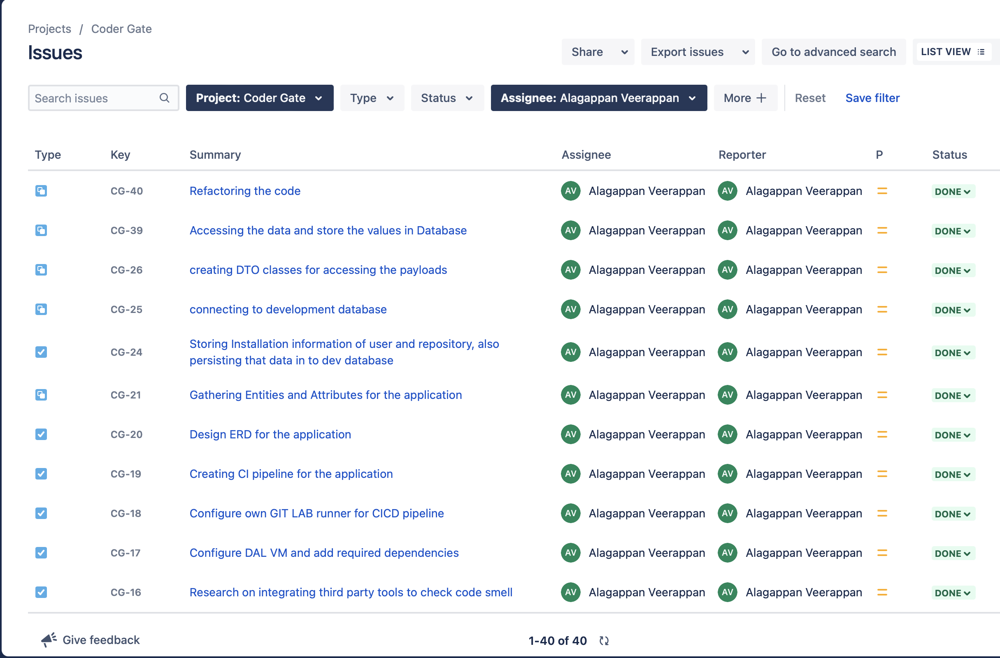 Projects / Coder Gate
Issues
Share
Export issues
Go to advanced search
LIST VIEW
Search issues
Project: Coder Gate
Type
Status
Assignee: Alagappan Veerappan
More
Reset
Save filter
Type Key Summary Assignee Reporter P Status
CG-40 Refactoring the code AV Alagappan Veerappan AV Alagappan Veerappan DONE
CG-39 Accessing the data and store the values in Database AV Alagappan Veerappan AV Alagappan Veerappan DONE
CG-26 creating DTO classes for accessing the payloads AV Alagappan Veerappan AV Alagappan Veerappan DONE
CG-25 connecting to development database AV Alagappan Veerappan AV Alagappan Veerappan DONE
CG-24 Storing Installation information of user and repository, also
persisting that data in to dev database AV Alagappan Veerappan AV Alagappan Veerappan DONE
CG-21 Gathering Entities and Attributes for the application AV Alagappan Veerappan AV Alagappan Veerappan DONE
CG-20 Design ERD for the application AV Alagappan Veerappan AV Alagappan Veerappan DONE
CG-19 Creating CI pipeline for the application AV Alagappan Veerappan AV Alagappan Veerappan DONE
CG-18 Configure own GIT LAB runner for CICD pipeline AV Alagappan Veerappan AV Alagappan Veerappan DONE
CG-17 Configure DAL VM and add required dependencies AV Alagappan Veerappan AV Alagappan Veerappan DONE
CG-16 Research on integrating third party tools to check code smell AV Alagappan Veerappan AV Alagappan Veerappan DONE
Give feedback
1-40 of 40